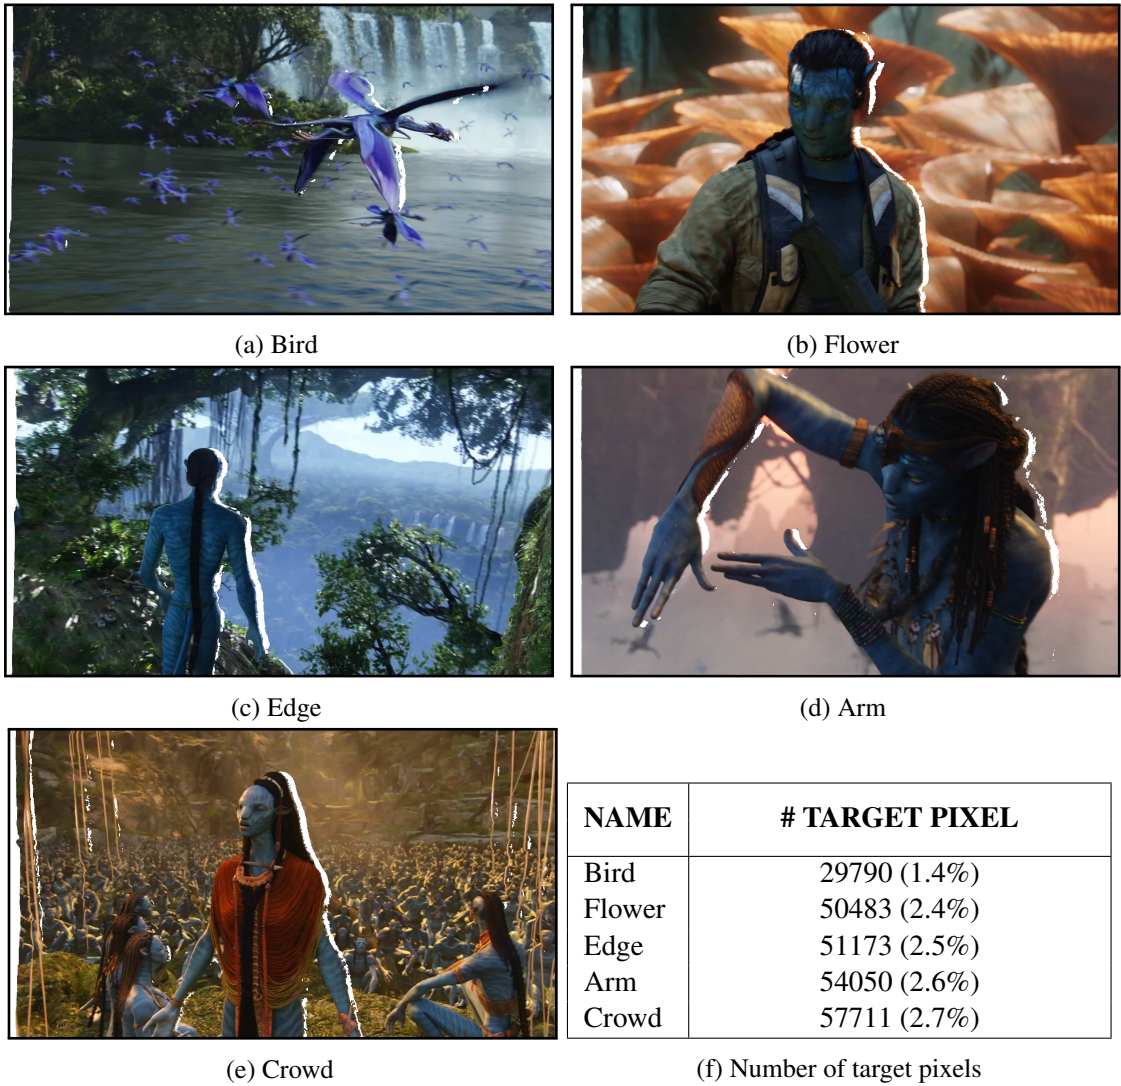 (a) Bird
(b) Flower
(c) Edge
(d) Arm
(e) Crowd
NAME # TARGET PIXEL
Bird 29790 (1.4%)
Flower 50483 (2.4%)
Edge 51173 (2.5%)
Arm 54050 (2.6%)
Crowd 57711 (2.7%)
(f) Number of target pixels